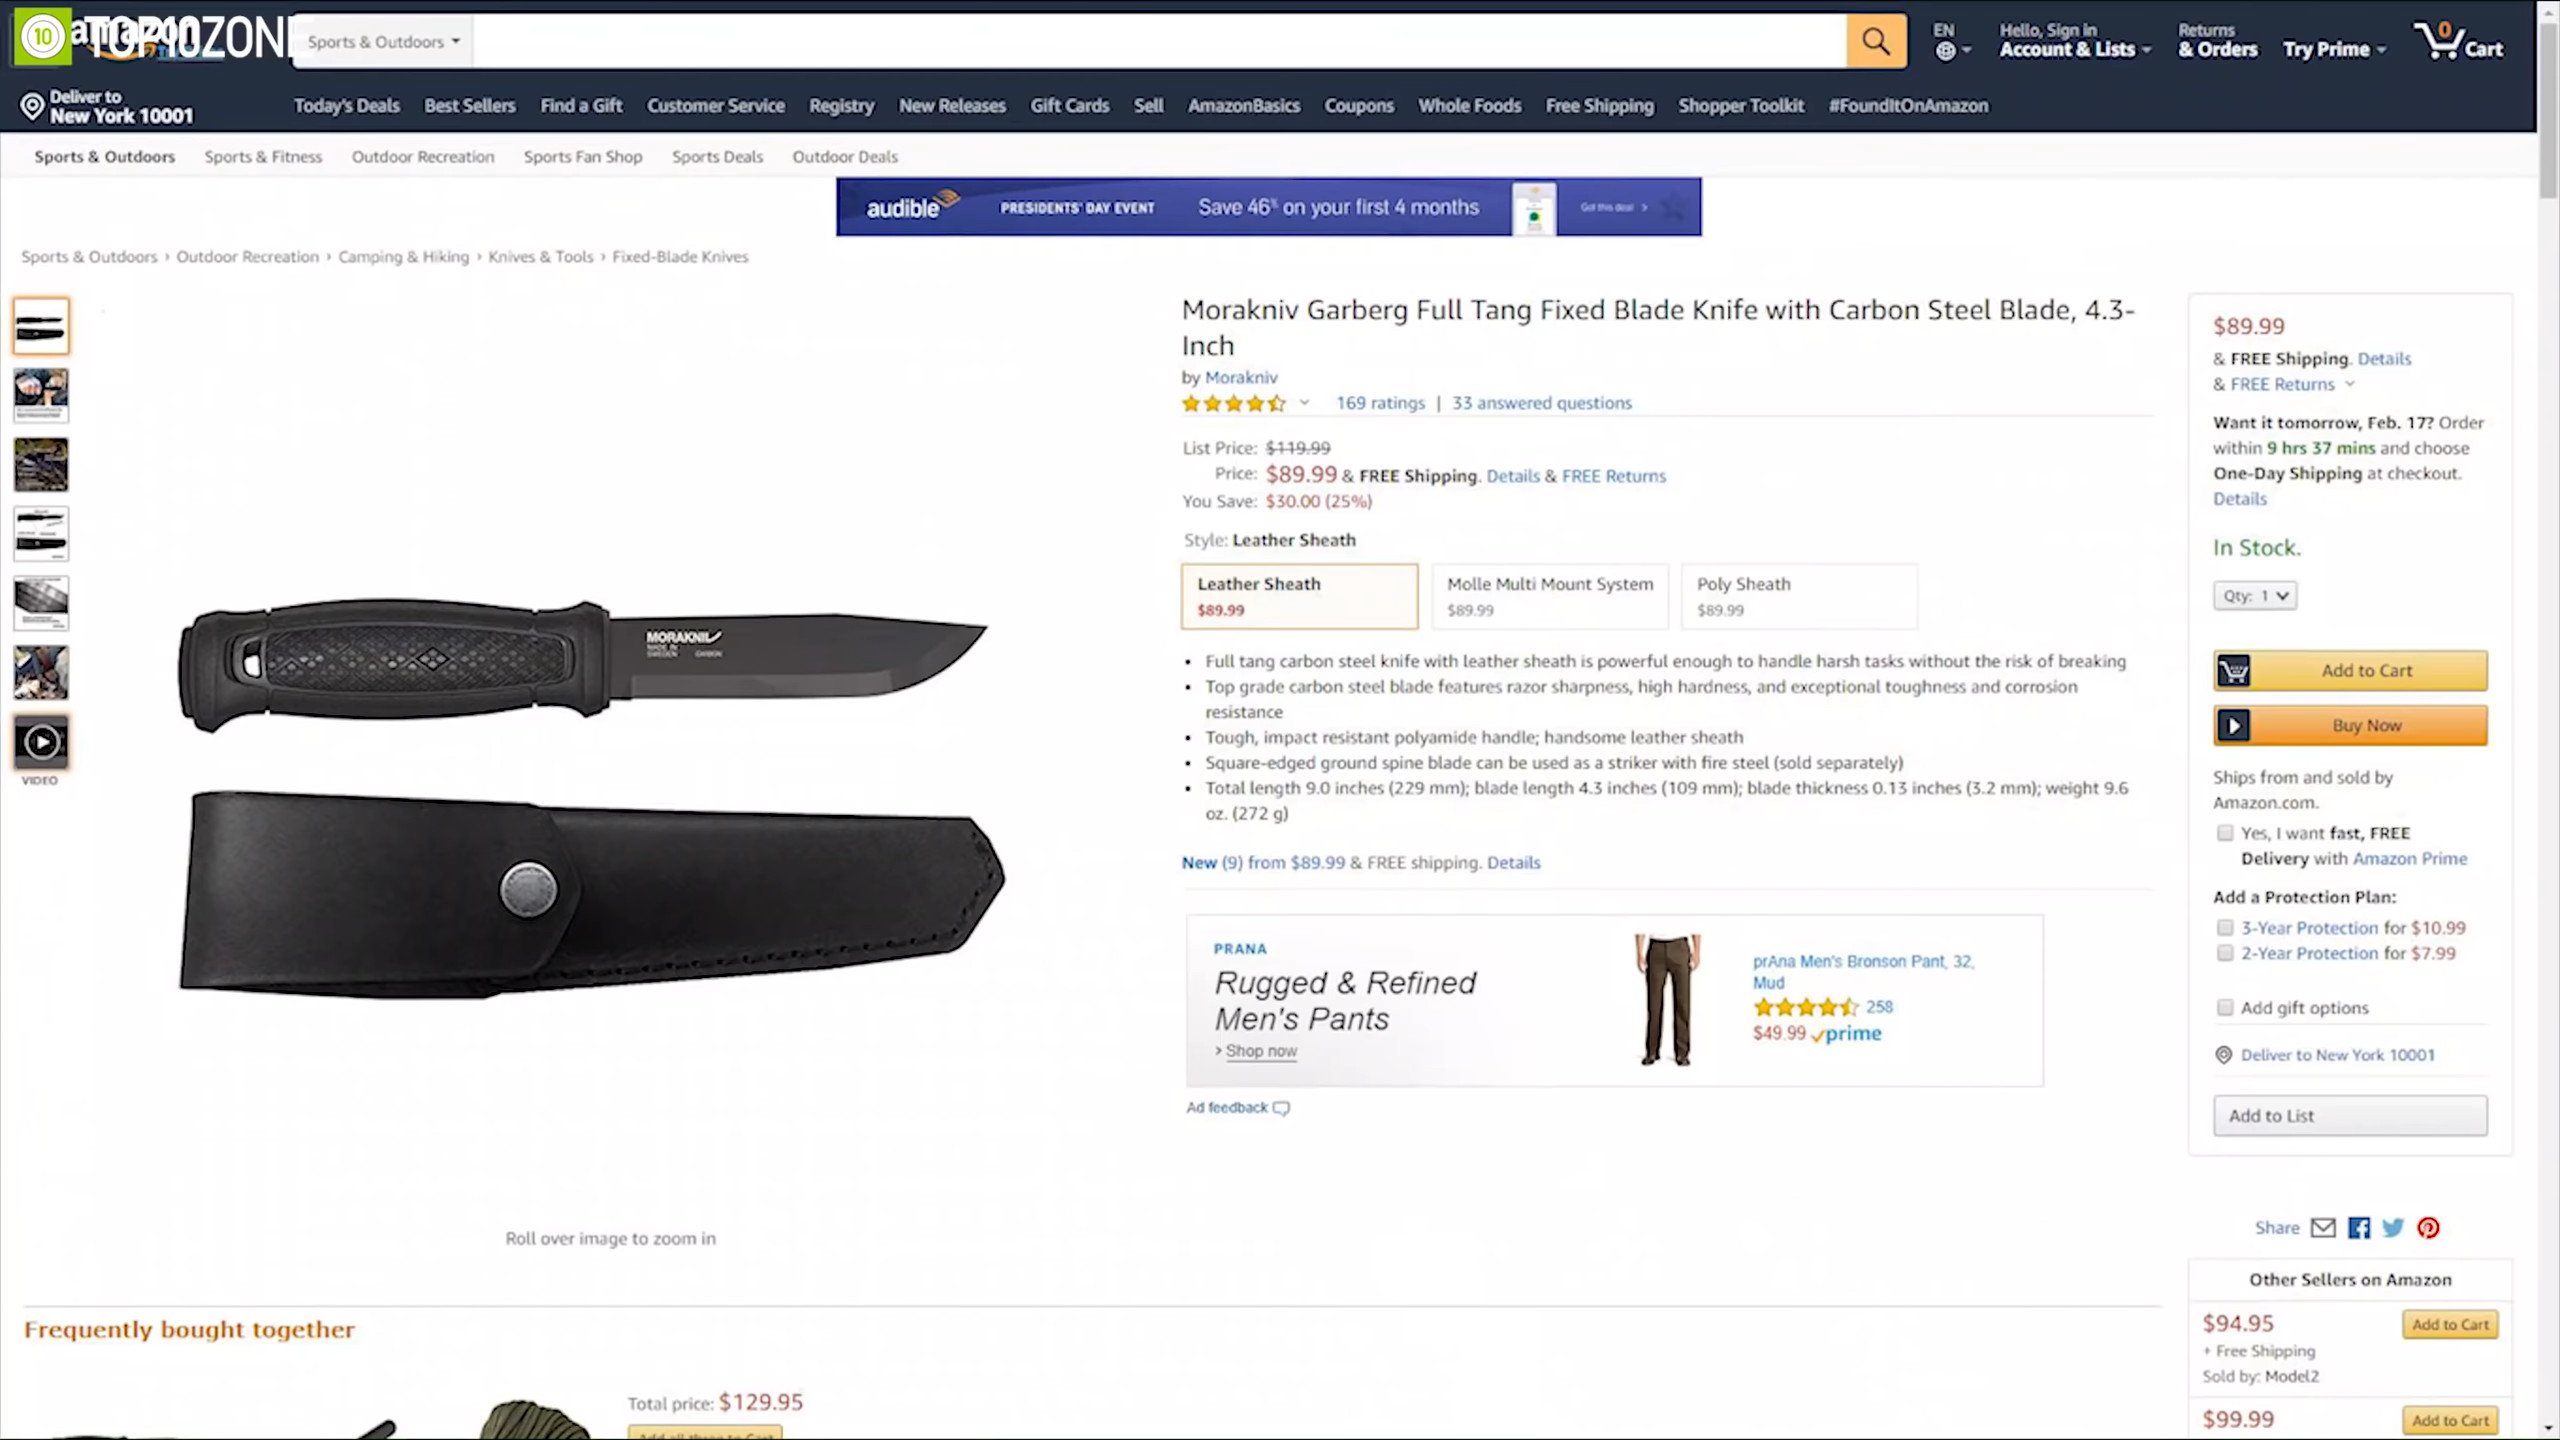 10 TOP10ZONE
amazon
Sports & Outdoors
EN
Hello, Sign in
Account & Lists
Returns
& Orders
Try Prime
0
Cart
Deliver to
New York 10001
Today's Deals Best Sellers Find a Gift Customer Service Registry New Releases Gift Cards Sell AmazonBasics Coupons Whole Foods Free Shipping Shopper Toolkit #FoundItOnAmazon
Sports & Outdoors Sports & Fitness Outdoor Recreation Sports Fan Shop Sports Deals Outdoor Deals
audible PRESIDENTS' DAY EVENT Save 46% on your first 4 months Get this deal >
Sports & Outdoors › Outdoor Recreation › Camping & Hiking › Knives & Tools › Fixed-Blade Knives
VIDEO
MORAKNIV
MADE IN
SWEDEN CARBON
Roll over image to zoom in
Morakniv Garberg Full Tang Fixed Blade Knife with Carbon Steel Blade, 4.3-
Inch
by Morakniv
169 ratings | 33 answered questions
List Price: $119.99
Price: $89.99 & FREE Shipping. Details & FREE Returns
You Save: $30.00 (25%)
Style: Leather Sheath
Leather Sheath
$89.99
Molle Multi Mount System
$89.99
Poly Sheath
$89.99
• Full tang carbon steel knife with leather sheath is powerful enough to handle harsh tasks without the risk of breaking
• Top grade carbon steel blade features razor sharpness, high hardness, and exceptional toughness and corrosion
resistance
• Tough, impact resistant polyamide handle; handsome leather sheath
• Square-edged ground spine blade can be used as a striker with fire steel (sold separately)
• Total length 9.0 inches (229 mm); blade length 4.3 inches (109 mm); blade thickness 0.13 inches (3.2 mm); weight 9.6
oz. (272 g)
New (9) from $89.99 & FREE shipping. Details
PRANA
Rugged & Refined
Men's Pants
› Shop now
prAna Men's Bronson Pant, 32,
Mud
258
$49.99 prime
Ad feedback
$89.99
& FREE Shipping. Details
& FREE Returns
Want it tomorrow, Feb. 17? Order
within 9 hrs 37 mins and choose
One-Day Shipping at checkout.
Details
In Stock.
Qty: 1
Add to Cart
Buy Now
Ships from and sold by
Amazon.com.
Yes, I want fast, FREE
Delivery with Amazon Prime
Add a Protection Plan:
3-Year Protection for $10.99
2-Year Protection for $7.99
Add gift options
Deliver to New York 10001
Add to List
Share
Other Sellers on Amazon
$94.95 Add to Cart
+ Free Shipping
Sold by: Model2
$99.99 Add to Cart
Frequently bought together
Total price: $129.95
Add all three to Cart